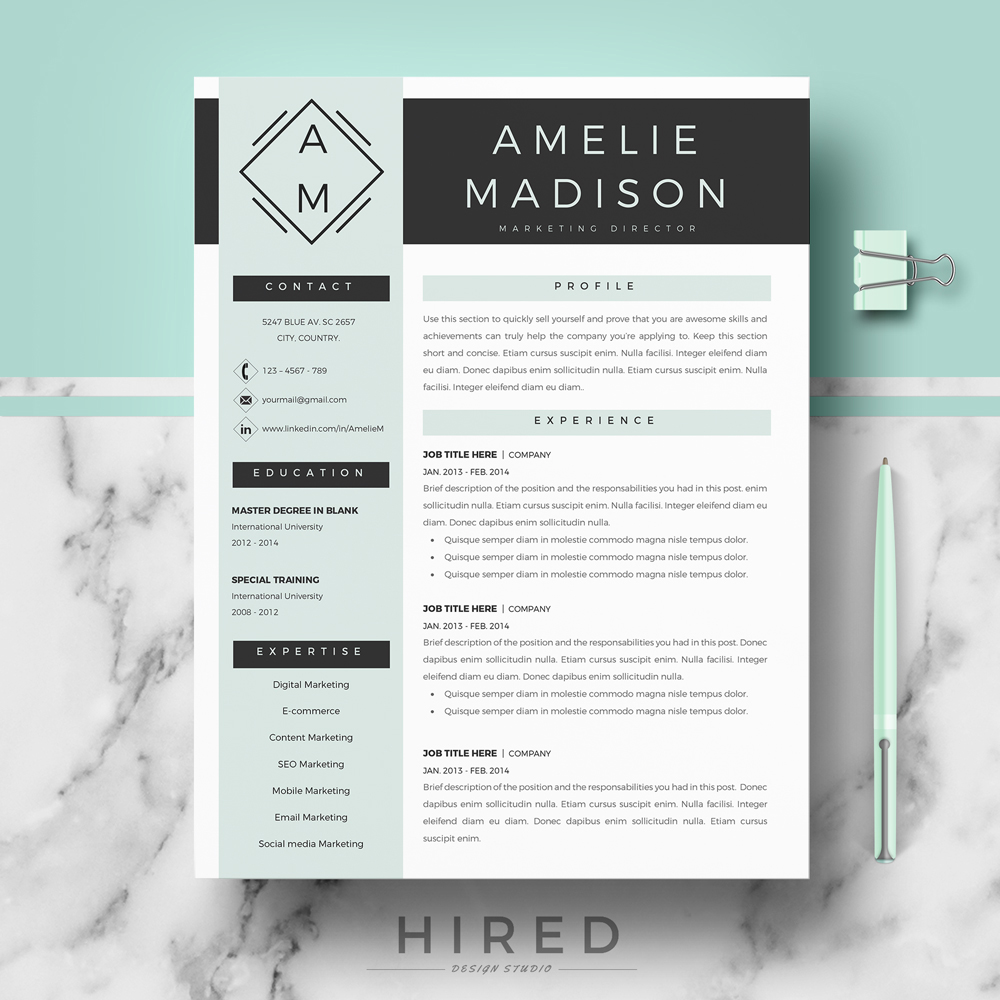 A
M
AMELIE
MADISON
MARKETING DIRECTOR
CONTACT
5247 BLUE AV. SC 2657
CITY, COUNTRY.
123 – 4567 - 789
yourmail@gmail.com
in
www.linkedin.com/in/AmelieM
EDUCATION
MASTER DEGREE IN BLANK
International University
2012 - 2014
SPECIAL TRAINING
International University
2008 - 2012
EXPERTISE
Digital Marketing
E-commerce
Content Marketing
SEO Marketing
Mobile Marketing
Email Marketing
Social media Marketing
PROFILE
Use this section to quickly sell yourself and prove that you are awesome skills and
achievements can truly help the company you're applying to. Keep this section
short and concise. Etiam cursus suscipit enim. Nulla facilisi. Integer eleifend diam
eu diam. Donec dapibus enim sollicitudin nulla. Etiam cursus suscipit enim. Nulla
facilisi. Integer eleifend diam eu diam..
EXPERIENCE
JOB TITLE HERE | COMPANY
JAN. 2013 - FEB. 2014
Brief description of the position and the responsabilities you had in this post. enim
sollicitudin nulla. Etiam cursus suscipit enim. Nulla facilisi. Integer eleifend diam eu
diam. Donec dapibus enim sollicitudin nulla.
• Quisque semper diam in molestie commodo magna nisle tempus dolor.
• Quisque semper diam in molestie commodo magna nisle tempus dolor.
• Quisque semper diam in molestie commodo magna nisle tempus dolor.
JOB TITLE HERE | COMPANY
JAN. 2013 - FEB. 2014
Brief description of the position and the responsabilities you had in this post. Donec
dapibus enim sollicitudin nulla. Etiam cursus suscipit enim. Nulla facilisi. Integer
eleifend diam eu diam. Donec dapibus enim sollicitudin nulla.
• Quisque semper diam in molestie commodo magna nisle tempus dolor.
• Quisque semper diam in molestie commodo magna nisle tempus dolor.
JOB TITLE HERE | COMPANY
JAN. 2013 - FEB. 2014
Brief description of the position and the responsabilities you had in this post. Donec
dapibus enim sollicitudin nulla. Etiam cursus suscipit enim. Nulla facilisi. Integer
eleifend diam eu diam. Donec dapibus enim sollicitudin nulla. Etiam cursus
suscipit enim.
HIRED
DESIGN STUDIO